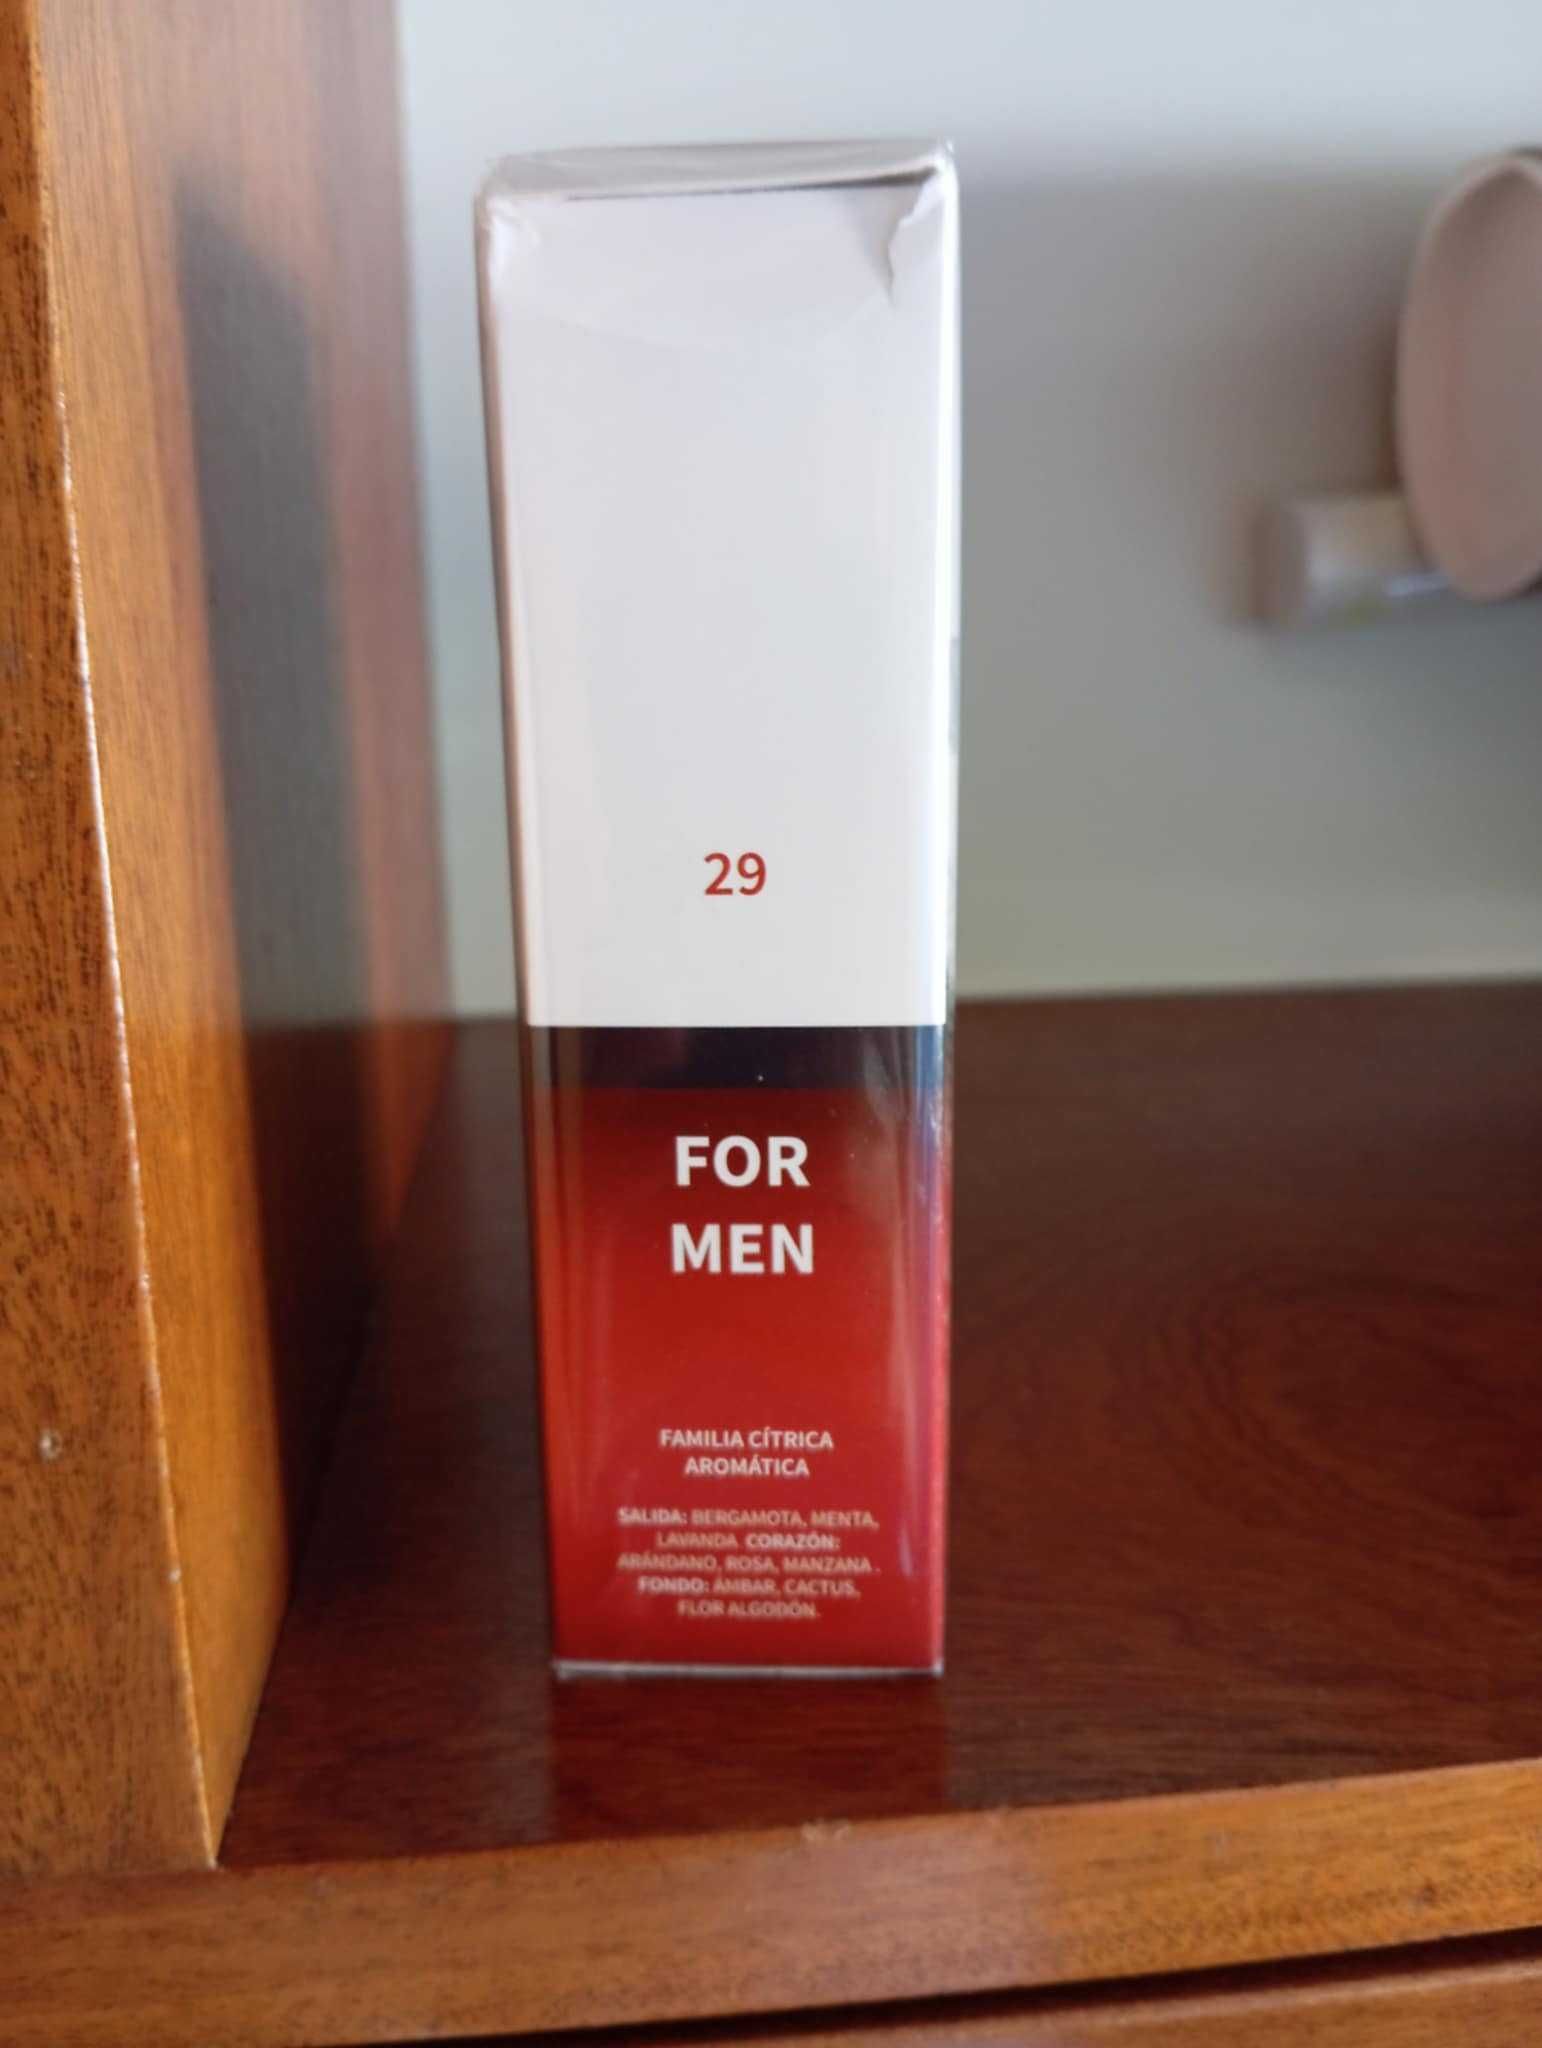 29
FOR
MEN
FAMILIA CÍTRICA
AROMÁTICA
SALIDA: BERGAMOTA, MENTA,
LAVANDA CORAZÓN:
ARÁNDANO, ROSA, MANZANA .
FONDO: ÁMBAR, CACTUS,
FLOR ALGODÓN.